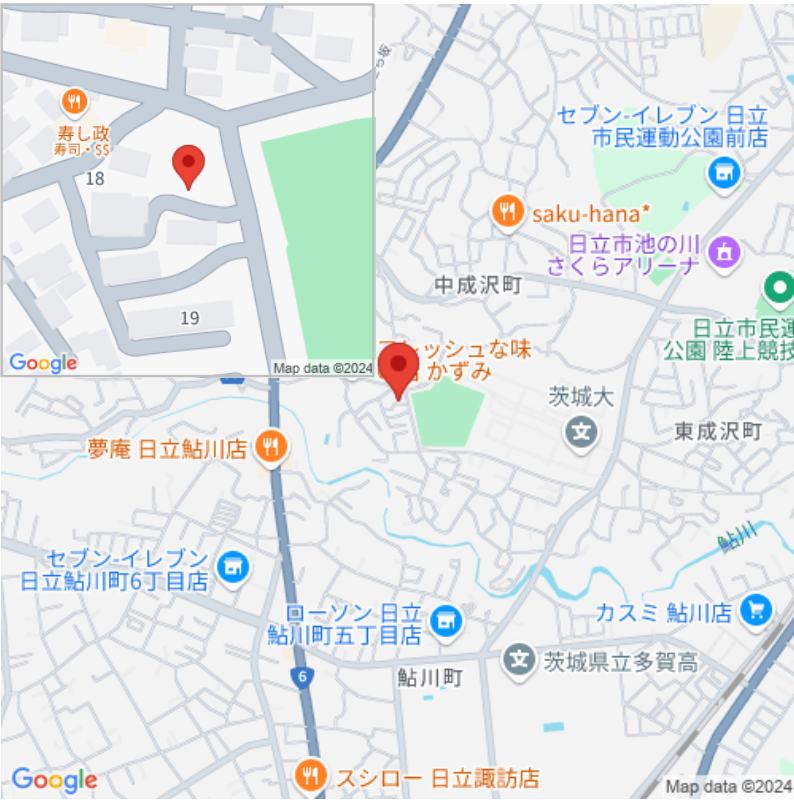 寿し政
寿司・$$
18
19
Google
Map data ©2024
セブン-イレブン 日立
市民運動公園前店
saku-hana*
日立市池の川
さくらアリーナ
中成沢町
日立市民運
公園 陸上競技
レッシュな味
かずみ
茨城大
東成沢町
夢庵 日立鮎川店
鮎川
セブン-イレブン
日立鮎川町6丁目店
ローソン 日立
鮎川町五丁目店
カスミ 鮎川店
茨城県立多賀高
鮎川町
6
スシロー 日立諏訪店
Google
Map data ©2024